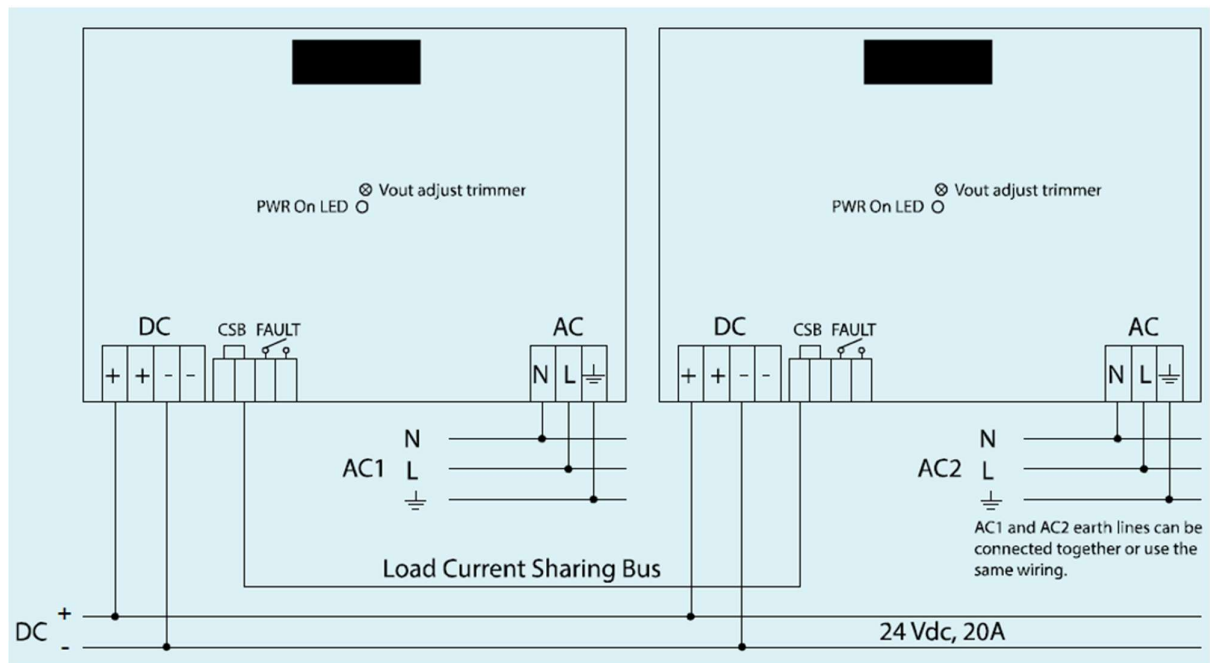 Vout adjust trimmer
PWR On LED
Vout adjust trimmer
PWR On LED
DC
CSB FAULT
AC
DC
CSB FAULT
AC
+ + - -
N L
+ + - -
N L
N
AC1 L
N
AC2 L
AC1 and AC2 earth lines can be
connected together or use the
same wiring.
Load Current Sharing Bus
DC + -
24 Vdc, 20A